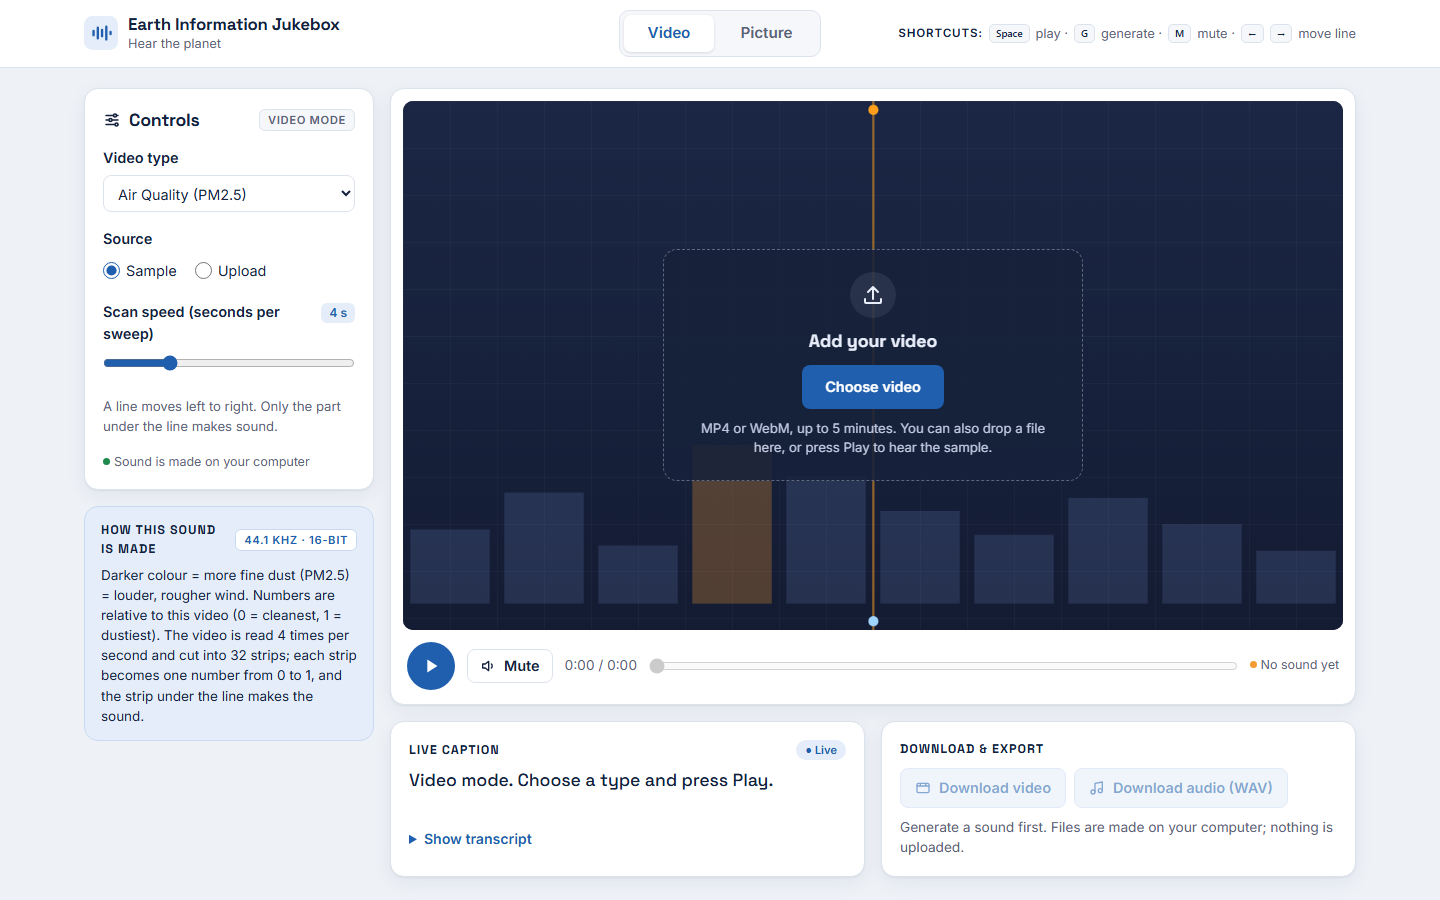 Earth Information Jukebox
Hear the planet
Video
Picture
SHORTCUTS: Space play · G generate · M mute · ← → move line
Controls
VIDEO MODE
Video type
Air Quality (PM2.5)
Source
Sample
Upload
Scan speed (seconds per
sweep)
4 s
A line moves left to right. Only the part
under the line makes sound.
Sound is made on your computer
HOW THIS SOUND
IS MADE
44.1 KHZ · 16-BIT
Darker colour = more fine dust (PM2.5)
= louder, rougher wind. Numbers are
relative to this video (0 = cleanest, 1 =
dustiest). The video is read 4 times per
second and cut into 32 strips; each strip
becomes one number from 0 to 1, and
the strip under the line makes the
sound.
Add your video
Choose video
MP4 or WebM, up to 5 minutes. You can also drop a file
here, or press Play to hear the sample.
Mute
0:00 / 0:00
No sound yet
LIVE CAPTION
Live
Video mode. Choose a type and press Play.
Show transcript
DOWNLOAD & EXPORT
Download video
Download audio (WAV)
Generate a sound first. Files are made on your computer; nothing is
uploaded.